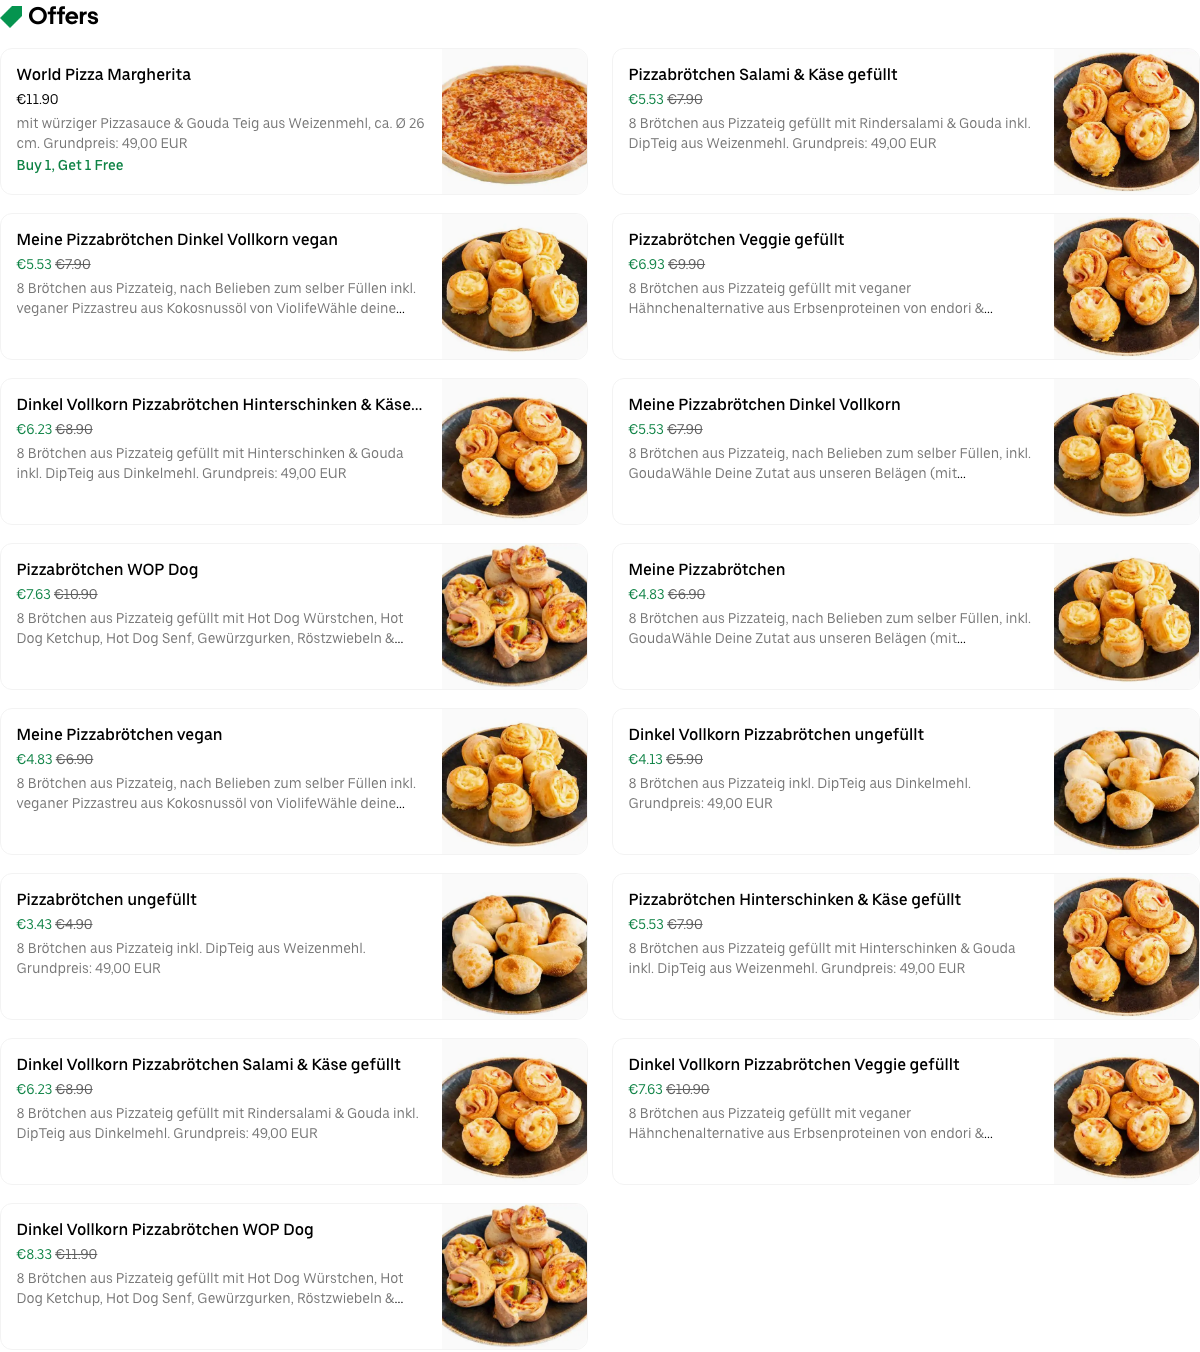 Offers
World Pizza Margherita
€11.90
mit würziger Pizzasauce & Gouda Teig aus Weizenmehl, ca. Ø 26
cm. Grundpreis: 49,00 EUR
Buy 1, Get 1 Free
Pizzabrötchen Salami & Käse gefüllt
€5.53 €7.90
8 Brötchen aus Pizzateig gefüllt mit Rindersalami & Gouda inkl.
DipTeig aus Weizenmehl. Grundpreis: 49,00 EUR
Meine Pizzabrötchen Dinkel Vollkorn vegan
€5.53 €7.90
8 Brötchen aus Pizzateig, nach Belieben zum selber Füllen inkl.
veganer Pizzastreu aus Kokosnussöl von ViolifeWähle deine...
Pizzabrötchen Veggie gefüllt
€6.93 €9.90
8 Brötchen aus Pizzateig gefüllt mit veganer
Hähnchenalternative aus Erbsenproteinen von endori &...
Dinkel Vollkorn Pizzabrötchen Hinterschinken & Käse...
€6.23 €8.90
8 Brötchen aus Pizzateig gefüllt mit Hinterschinken & Gouda
inkl. DipTeig aus Dinkelmehl. Grundpreis: 49,00 EUR
Meine Pizzabrötchen Dinkel Vollkorn
€5.53 €7.90
8 Brötchen aus Pizzateig, nach Belieben zum selber Füllen, inkl.
GoudaWähle Deine Zutat aus unseren Belägen (mit...
Pizzabrötchen WOP Dog
€7.63 €10.90
8 Brötchen aus Pizzateig gefüllt mit Hot Dog Würstchen, Hot
Dog Ketchup, Hot Dog Senf, Gewürzgurken, Röstzwiebeln &...
Meine Pizzabrötchen
€4.83 €6.90
8 Brötchen aus Pizzateig, nach Belieben zum selber Füllen, inkl.
GoudaWähle Deine Zutat aus unseren Belägen (mit...
Meine Pizzabrötchen vegan
€4.83 €6.90
8 Brötchen aus Pizzateig, nach Belieben zum selber Füllen inkl.
veganer Pizzastreu aus Kokosnussöl von ViolifeWähle deine...
Dinkel Vollkorn Pizzabrötchen ungefüllt
€4.13 €5.90
8 Brötchen aus Pizzateig inkl. DipTeig aus Dinkelmehl.
Grundpreis: 49,00 EUR
Pizzabrötchen ungefüllt
€3.43 €4.90
8 Brötchen aus Pizzateig inkl. DipTeig aus Weizenmehl.
Grundpreis: 49,00 EUR
Pizzabrötchen Hinterschinken & Käse gefüllt
€5.53 €7.90
8 Brötchen aus Pizzateig gefüllt mit Hinterschinken & Gouda
inkl. DipTeig aus Weizenmehl. Grundpreis: 49,00 EUR
Dinkel Vollkorn Pizzabrötchen Salami & Käse gefüllt
€6.23 €8.90
8 Brötchen aus Pizzateig gefüllt mit Rindersalami & Gouda inkl.
DipTeig aus Dinkelmehl. Grundpreis: 49,00 EUR
Dinkel Vollkorn Pizzabrötchen Veggie gefüllt
€7.63 €10.90
8 Brötchen aus Pizzateig gefüllt mit veganer
Hähnchenalternative aus Erbsenproteinen von endori &...
Dinkel Vollkorn Pizzabrötchen WOP Dog
€8.33 €11.90
8 Brötchen aus Pizzateig gefüllt mit Hot Dog Würstchen, Hot
Dog Ketchup, Hot Dog Senf, Gewürzgurken, Röstzwiebeln &...